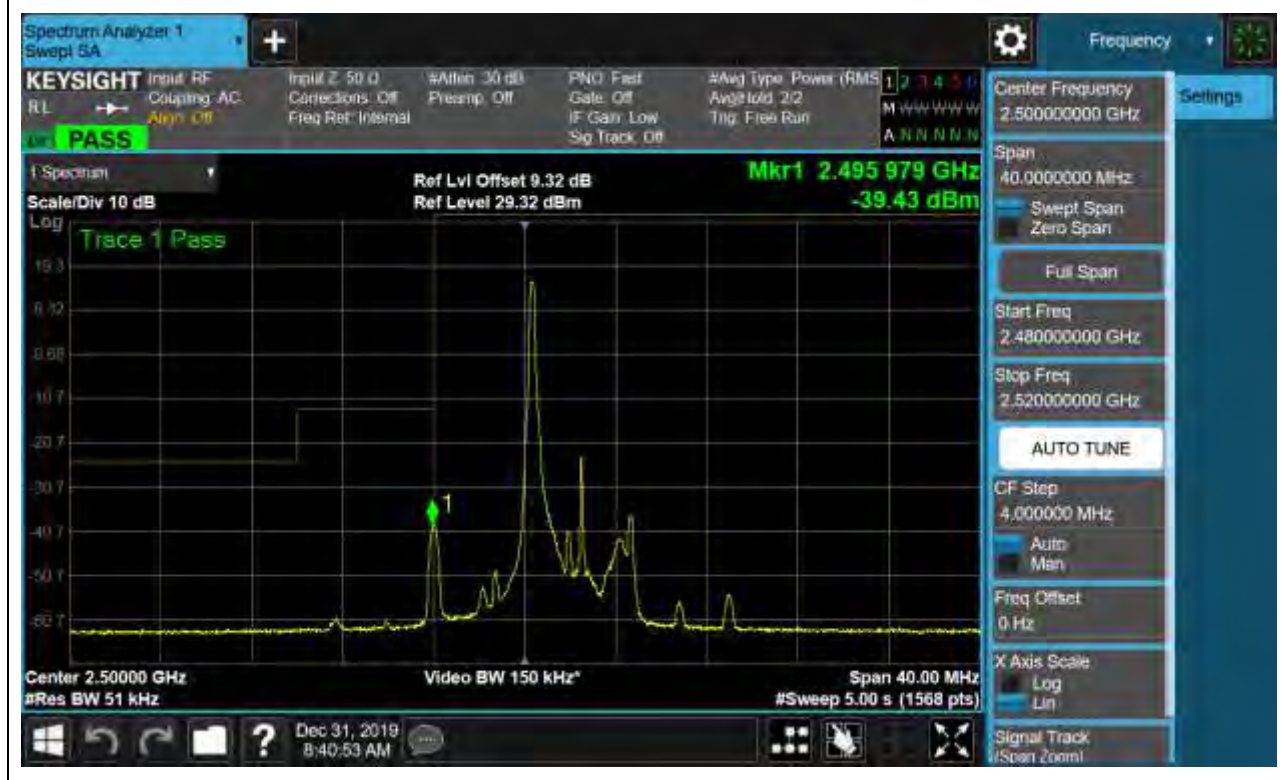 Spectrum Analyzer 1
Swept SA
+
Frequency
KEYSIGHT
RL
Input: RF
Coupling: AC
Align: Off
Input Z: 50 Ω
Corrections: Off
Freq Ref: Internal
#Atten: 30 dB
Preamp: Off
PNO: Fast
Gate: Off
IF Gain: Low
Sig Track: Off
#Avg Type: Power (RMS
Avg|Hold: 2/2
Trig: Free Run
1 2 3 4 5 6
M W W W W W
A N N N N N
PASS
1 Spectrum
Scale/Div 10 dB
Ref Lvl Offset 9.32 dB
Ref Level 29.32 dBm
Mkr1 2.495 979 GHz
-39.43 dBm
Log
Trace 1 Pass
19.3
9.32
-0.68
-10.7
-20.7
-30.7
-40.7
-50.7
-60.7
1
Center 2.50000 GHz
#Res BW 51 kHz
Video BW 150 kHz*
Span 40.00 MHz
#Sweep 5.00 s (1568 pts)
Center Frequency
2.500000000 GHz
Settings
Span
40.0000000 MHz
Swept Span
Zero Span
Full Span
Start Freq
2.480000000 GHz
Stop Freq
2.520000000 GHz
AUTO TUNE
CF Step
4.000000 MHz
Auto
Man
Freq Offset
0 Hz
X Axis Scale
Log
Lin
Signal Track
(Span Zoom)
?
Dec 31, 2019
8:40:53 AM